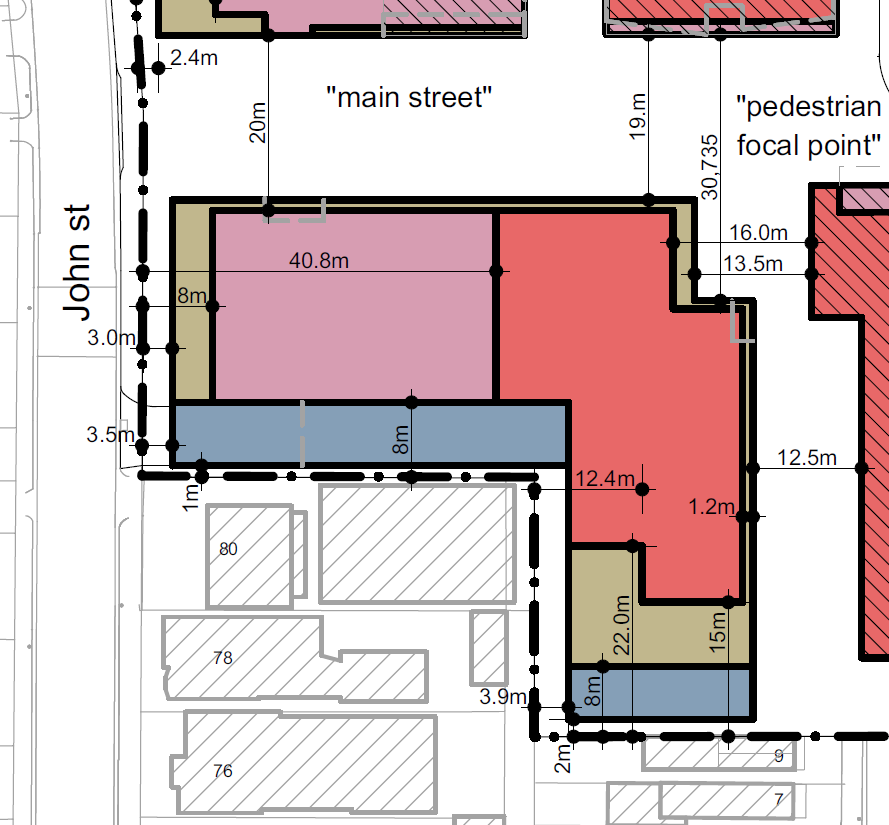 2.4m
"main street"
20m
19.m
30,735
"pedestrian
focal point"
John st
40.8m
16.0m
13.5m
8m
3.0m
3.5m
8m
12.5m
12.4m
1.2m
1m
80
22.0m
15m
78
3.9m
8m
2m
76
9
7